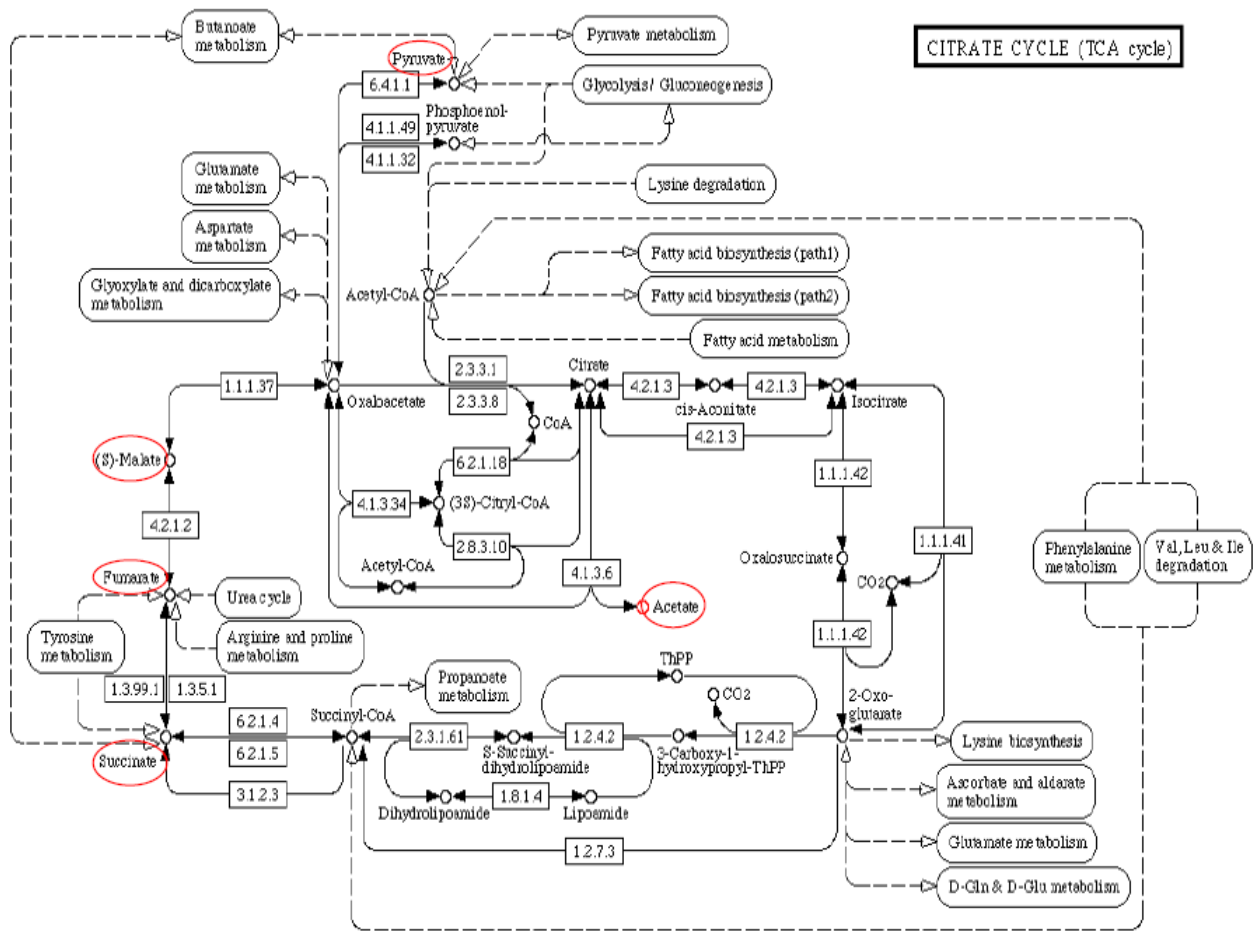 Butanoate
metabolism
Pyruvate
Pyruvate metabolism
CITRATE CYCLE (TCA cycle)
6.4.1.1
Glycolysis / Gluconeogenesis
Phosphoenol-
pyruvate
4.1.1.49
4.1.1.32
Glutamate
metabolism
Lysine degradation
Aspartate
metabolism
Fatty acid biosynthesis (path1)
Glyoxylate and dicarboxylate
metabolism
Acetyl-CoA
Fatty acid biosynthesis (path2)
Fatty acid metabolism
1.1.1.37
Oxaloacetate
2.3.3.1
2.3.3.8
Citrate
4.2.1.3
cis-Aconitate
4.2.1.3
Isocitrate
4.2.1.3
CoA
(S)-Malate
6.2.1.18
1.1.1.42
4.1.3.34
(3S)-Citryl-CoA
4.2.1.2
2.8.3.10
Oxalosuccinate
1.1.1.41
Phenylalanine
metabolism
Val, Leu & Ile
degradation
Acetyl-CoA
4.1.3.6
CO2
Fumarate
Urea cycle
Acetate
Tyrosine
metabolism
Arginine and proline
metabolism
1.1.1.42
ThPP
1.3.99.1
1.3.5.1
Propanoate
metabolism
CO2
2-Oxo-
glutarate
Succinyl-CoA
6.2.1.4
6.2.1.5
2.3.1.61
1.2.4.2
1.2.4.2
Lysine biosynthesis
Succinate
S-Succinyl-
dihydrolipoamide
3-Carboxy-1-
hydroxypropyl-ThPP
3.1.2.3
Dihydrolipoamide
1.8.1.4
Lipoamide
Ascorbate and aldarate
metabolism
1.2.7.3
Glutamate metabolism
D-Gln & D-Glu metabolism